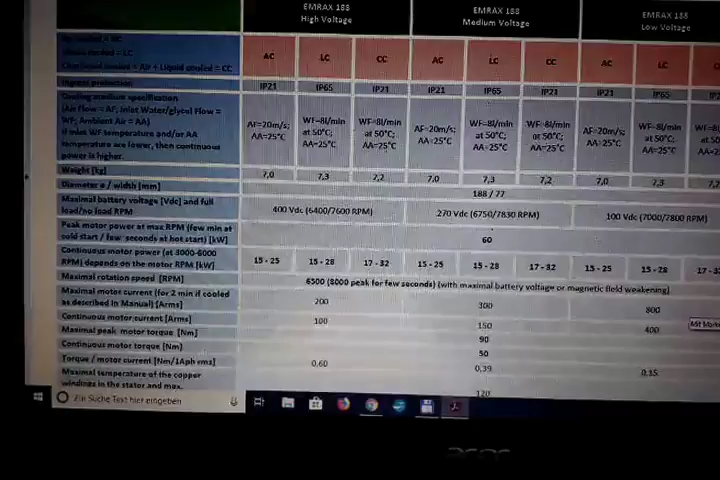 EMRAX 188 EMRAX 188 EMRAX 188
High Voltage Medium Voltage Low Voltage
Air cooled = AC
Liquid cooled = LC
Combined cooled = Air + Liquid cooled = CC
AC LC CC AC LC CC AC LC
Ingress protection IP21 IP65 IP21 IP21 IP65 IP21 IP21 IP65
Cooling medium specification
(Air Flow = AF; Inlet Water/glycol Flow =
WF; Ambient Air = AA)
If inlet WF temperature and/or AA
temperature are lower, then continuous
power is higher.
AF=20m/s; WF=8l/min WF=8l/min AF=20m/s; WF=8l/min WF=8l/min AF=20m/s; WF=8l/min
AA=25°C at 50°C; at 50°C; AA=25°C at 50°C; at 50°C; AA=25°C at 50°C;
AA=25°C AA=25°C AA=25°C AA=25°C AA=25°C
Weight [kg] 7,0 7,3 7,2 7,0 7,3 7,2 7,0 7,3
Diameter ø / width [mm] 188 / 77
Maximal battery voltage [Vdc] and full
load/no load RPM
400 Vdc (6400/7600 RPM) 270 Vdc (6750/7830 RPM) 100 Vdc (7000/7800 RPM)
Peak motor power at max RPM (few min at
cold start / few seconds at hot start) [kW]
60
Continuous motor power (at 3000-6000
RPM) depends on the motor RPM [kW]
15 - 25 15 - 28 17 - 32 15 - 25 15 - 28 17 - 32 15 - 25 15 - 28
Maximal rotation speed [RPM] 6500 (8000 peak for few seconds) (with maximal battery voltage or magnetic field weakening)
Maximal motor current (for 2 min if cooled
as described in Manual) [Arms]
200 300 800
Continuous motor current [Arms] 100 150 400
Maximal peak motor torque [Nm] 90
Continuous motor torque [Nm] 50
Torque / motor current [Nm/1Aph rms] 0,60 0,39 0,15
Maximal temperature of the copper
windings in the stator and max.
120
Zur Suche Text hier eingeben
acer